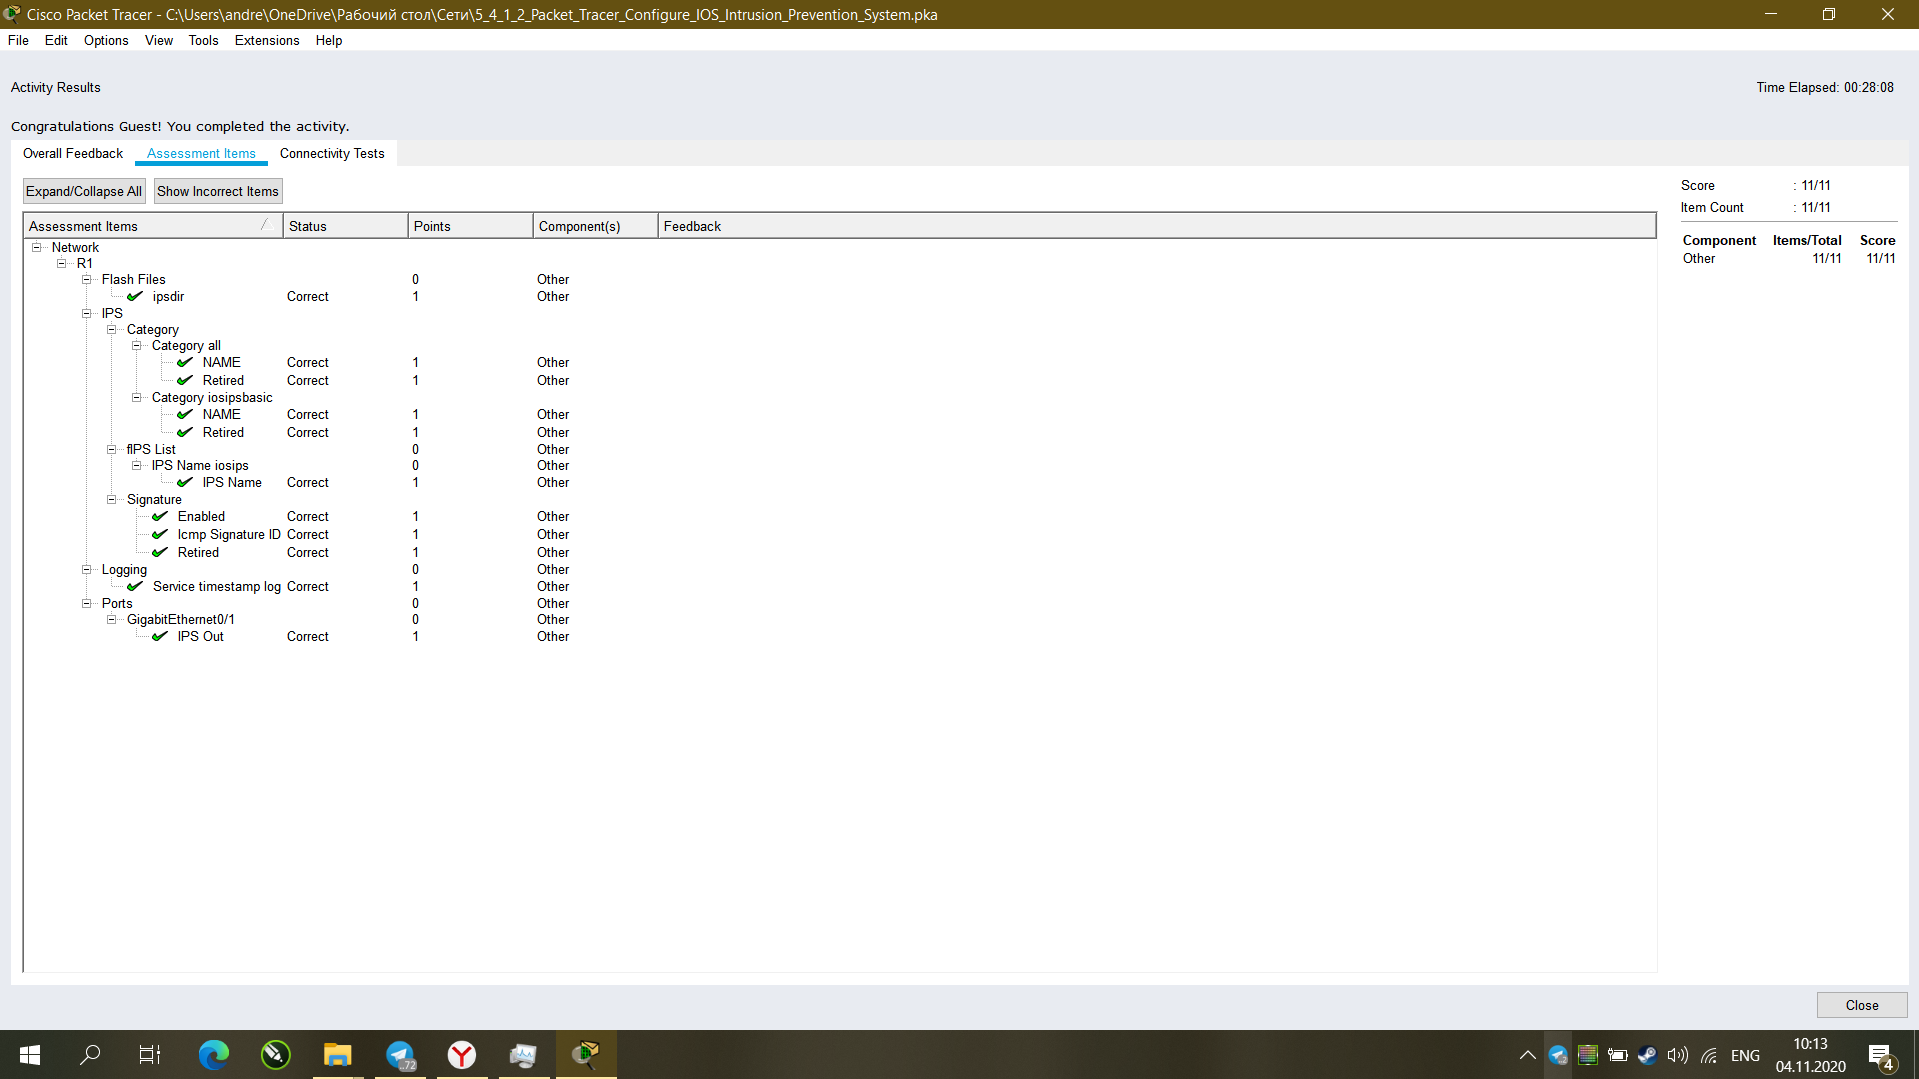 Cisco Packet Tracer - C:\Users\andre\OneDrive\Рабочий стол\Сети\5_4_1_2_Packet_Tracer_Configure_IOS_Intrusion_Prevention_System.pka
File Edit Options View Tools Extensions Help
Activity Results
Time Elapsed: 00:28:08
Congratulations Guest! You completed the activity.
Overall Feedback Assessment Items Connectivity Tests
Expand/Collapse All Show Incorrect Items
Assessment Items Status Points Component(s) Feedback
Network
R1
Flash Files 0 Other
ipsdir Correct 1 Other
IPS
Category
Category all
NAME Correct 1 Other
Retired Correct 1 Other
Category iosipsbasic
NAME Correct 1 Other
Retired Correct 1 Other
fIPS List 0 Other
IPS Name iosips 0 Other
IPS Name Correct 1 Other
Signature
Enabled Correct 1 Other
Icmp Signature ID Correct 1 Other
Retired Correct 1 Other
Logging 0 Other
Service timestamp log Correct 1 Other
Ports 0 Other
GigabitEthernet0/1 0 Other
IPS Out Correct 1 Other
Score : 11/11
Item Count : 11/11
Component Items/Total Score
Other 11/11 11/11
Close
72
ENG
10:13
04.11.2020
4